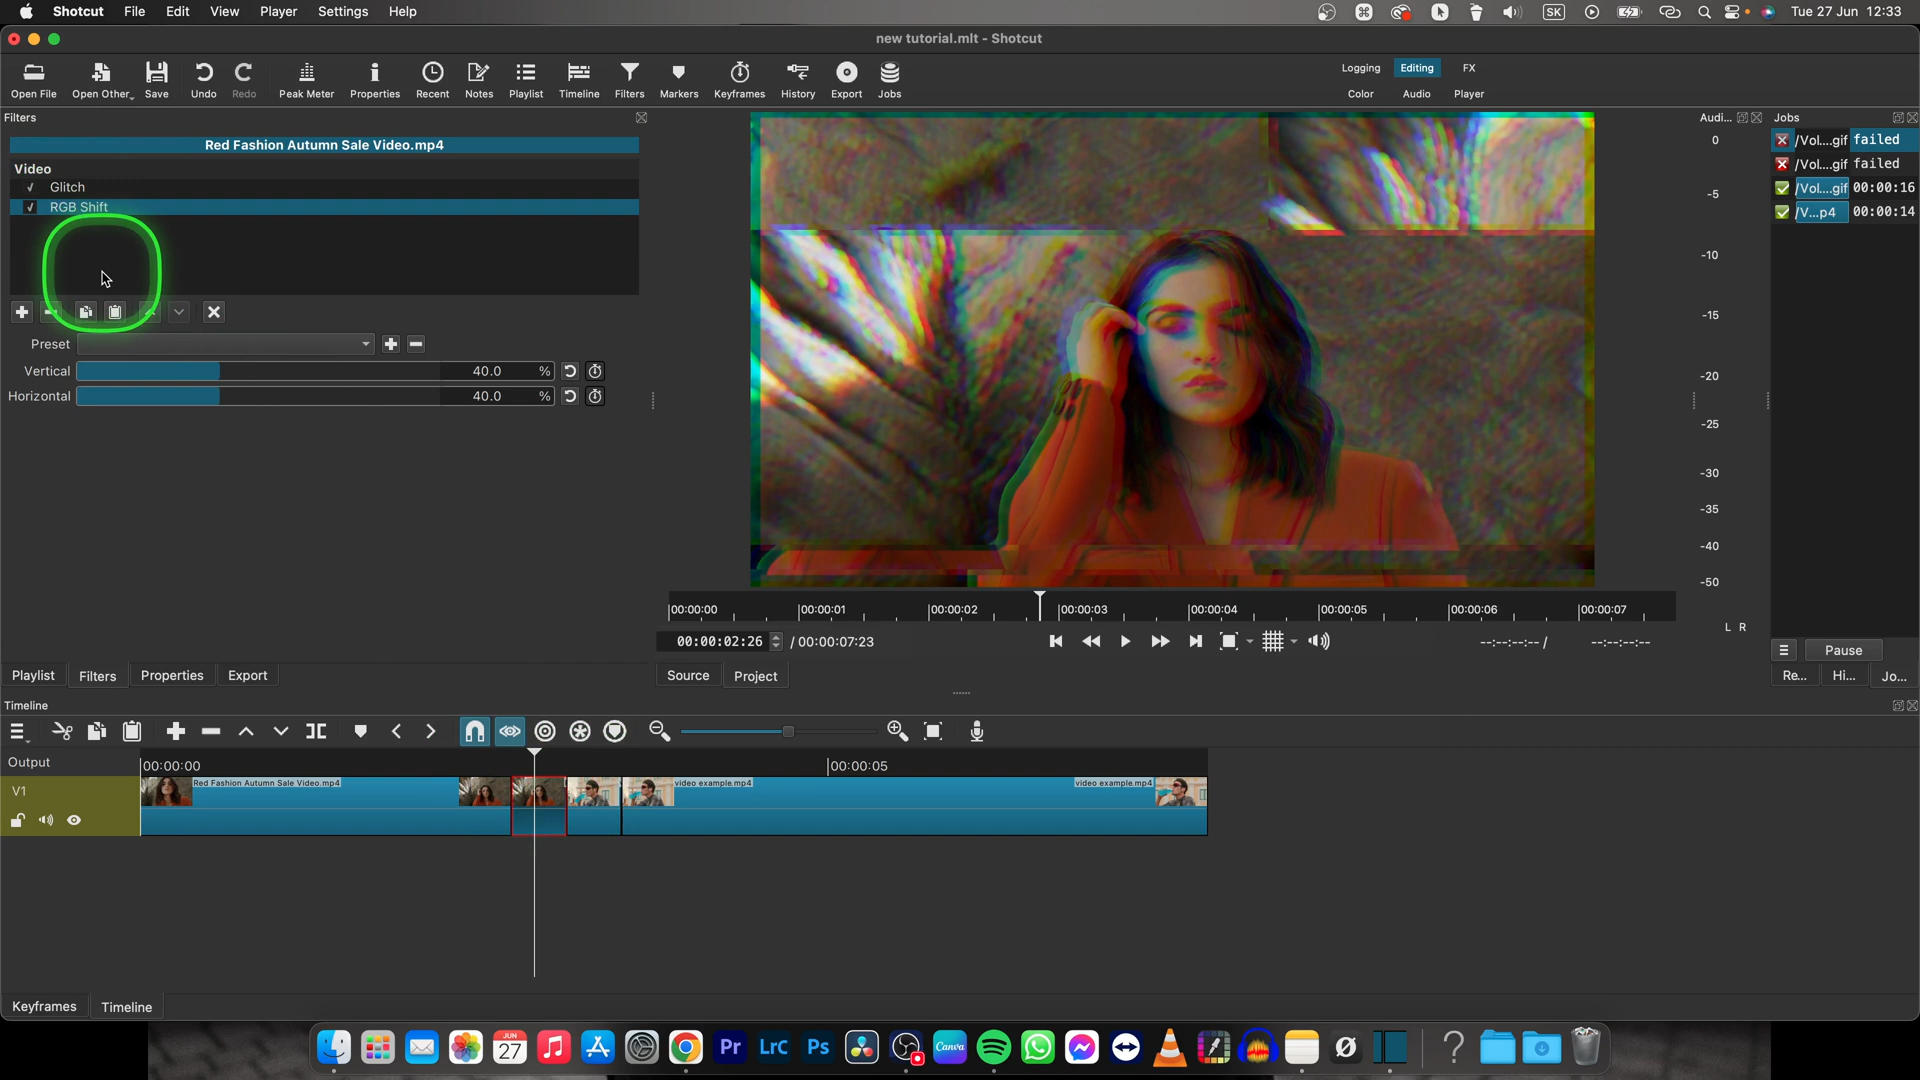 Shotcut File Edit View Player Settings Help
SK Tue 27 Jun 12:33
new tutorial.mlt - Shotcut
Open File Open Other Save Undo Redo Peak Meter Properties Recent Notes Playlist Timeline Filters Markers Keyframes History Export Jobs
Logging Editing FX
Color Audio Player
Filters
Red Fashion Autumn Sale Video.mp4
Video
Glitch
RGB Shift
Preset
Vertical 40.0 %
Horizontal 40.0 %
Audi...
0
-5
-10
-15
-20
-25
-30
-35
-40
-50
L R
Jobs
/Vol....gif failed
/Vol....gif failed
/Vol....gif 00:00:16
/V...p4 00:00:14
00:00:00 00:00:01 00:00:02 00:00:03 00:00:04 00:00:05 00:00:06 00:00:07
00:00:02:26 / 00:00:07:23 --:--:--:-- / --:--:--:--
Pause
Playlist Filters Properties Export
Source Project
Re... Hi... Jo...
Timeline
Output 00:00:00 00:00:05
V1
Red Fashion Autumn Sale Video.mp4 video example.mp4 video example.mp4
Keyframes Timeline
JUN
27
Pr LrC Ps Canva